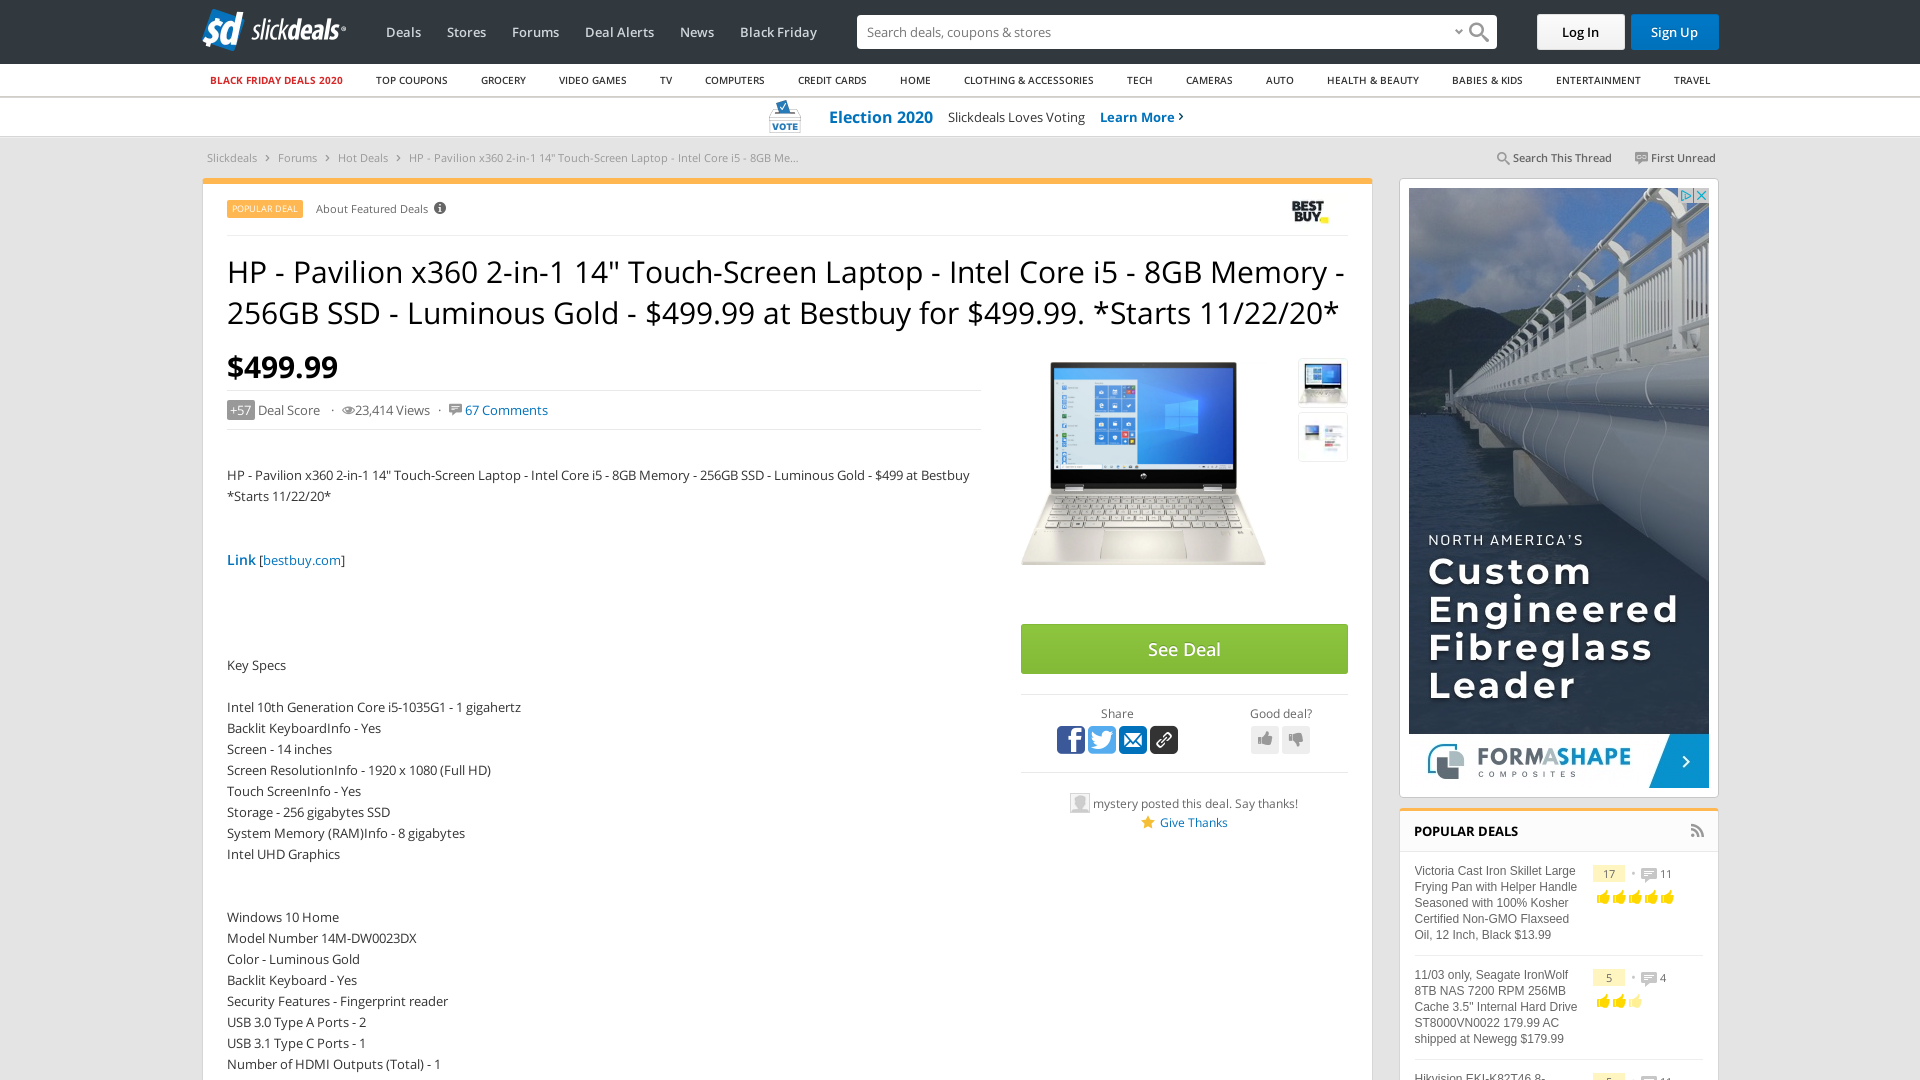 slickdeals
Deals
Stores
Forums
Deal Alerts
News
Black Friday
Search deals, coupons & stores
Log In
Sign Up
BLACK FRIDAY DEALS 2020
TOP COUPONS
GROCERY
VIDEO GAMES
TV
COMPUTERS
CREDIT CARDS
HOME
CLOTHING & ACCESSORIES
TECH
CAMERAS
AUTO
HEALTH & BEAUTY
BABIES & KIDS
ENTERTAINMENT
TRAVEL
VOTE
Election 2020
Slickdeals Loves Voting
Learn More
Slickdeals > Forums > Hot Deals > HP - Pavilion x360 2-in-1 14" Touch-Screen Laptop - Intel Core i5 - 8GB Me...
Search This Thread
First Unread
POPULAR DEAL
About Featured Deals
BEST
BUY
HP - Pavilion x360 2-in-1 14" Touch-Screen Laptop - Intel Core i5 - 8GB Memory -
256GB SSD - Luminous Gold - $499.99 at Bestbuy for $499.99. *Starts 11/22/20*
$499.99
+57 Deal Score · 23,414 Views · 67 Comments
HP - Pavilion x360 2-in-1 14" Touch-Screen Laptop - Intel Core i5 - 8GB Memory - 256GB SSD - Luminous Gold - $499 at Bestbuy
*Starts 11/22/20*
Link [bestbuy.com]
Key Specs
Intel 10th Generation Core i5-1035G1 - 1 gigahertz
Backlit KeyboardInfo - Yes
Screen - 14 inches
Screen ResolutionInfo - 1920 x 1080 (Full HD)
Touch ScreenInfo - Yes
Storage - 256 gigabytes SSD
System Memory (RAM)Info - 8 gigabytes
Intel UHD Graphics
Windows 10 Home
Model Number 14M-DW0023DX
Color - Luminous Gold
Backlit Keyboard - Yes
Security Features - Fingerprint reader
USB 3.0 Type A Ports - 2
USB 3.1 Type C Ports - 1
Number of HDMI Outputs (Total) - 1
See Deal
Share
Good deal?
mystery posted this deal. Say thanks!
Give Thanks
NORTH AMERICA'S
Custom
Engineered
Fibreglass
Leader
FORMASHAPE
COMPOSITES
POPULAR DEALS
Victoria Cast Iron Skillet Large
Frying Pan with Helper Handle
Seasoned with 100% Kosher
Certified Non-GMO Flaxseed
Oil, 12 Inch, Black $13.99
17 • 11
11/03 only, Seagate IronWolf
8TB NAS 7200 RPM 256MB
Cache 3.5" Internal Hard Drive
ST8000VN0022 179.99 AC
shipped at Newegg $179.99
5 • 4
Hikvision EKI-K82T46 8-
5 • 11